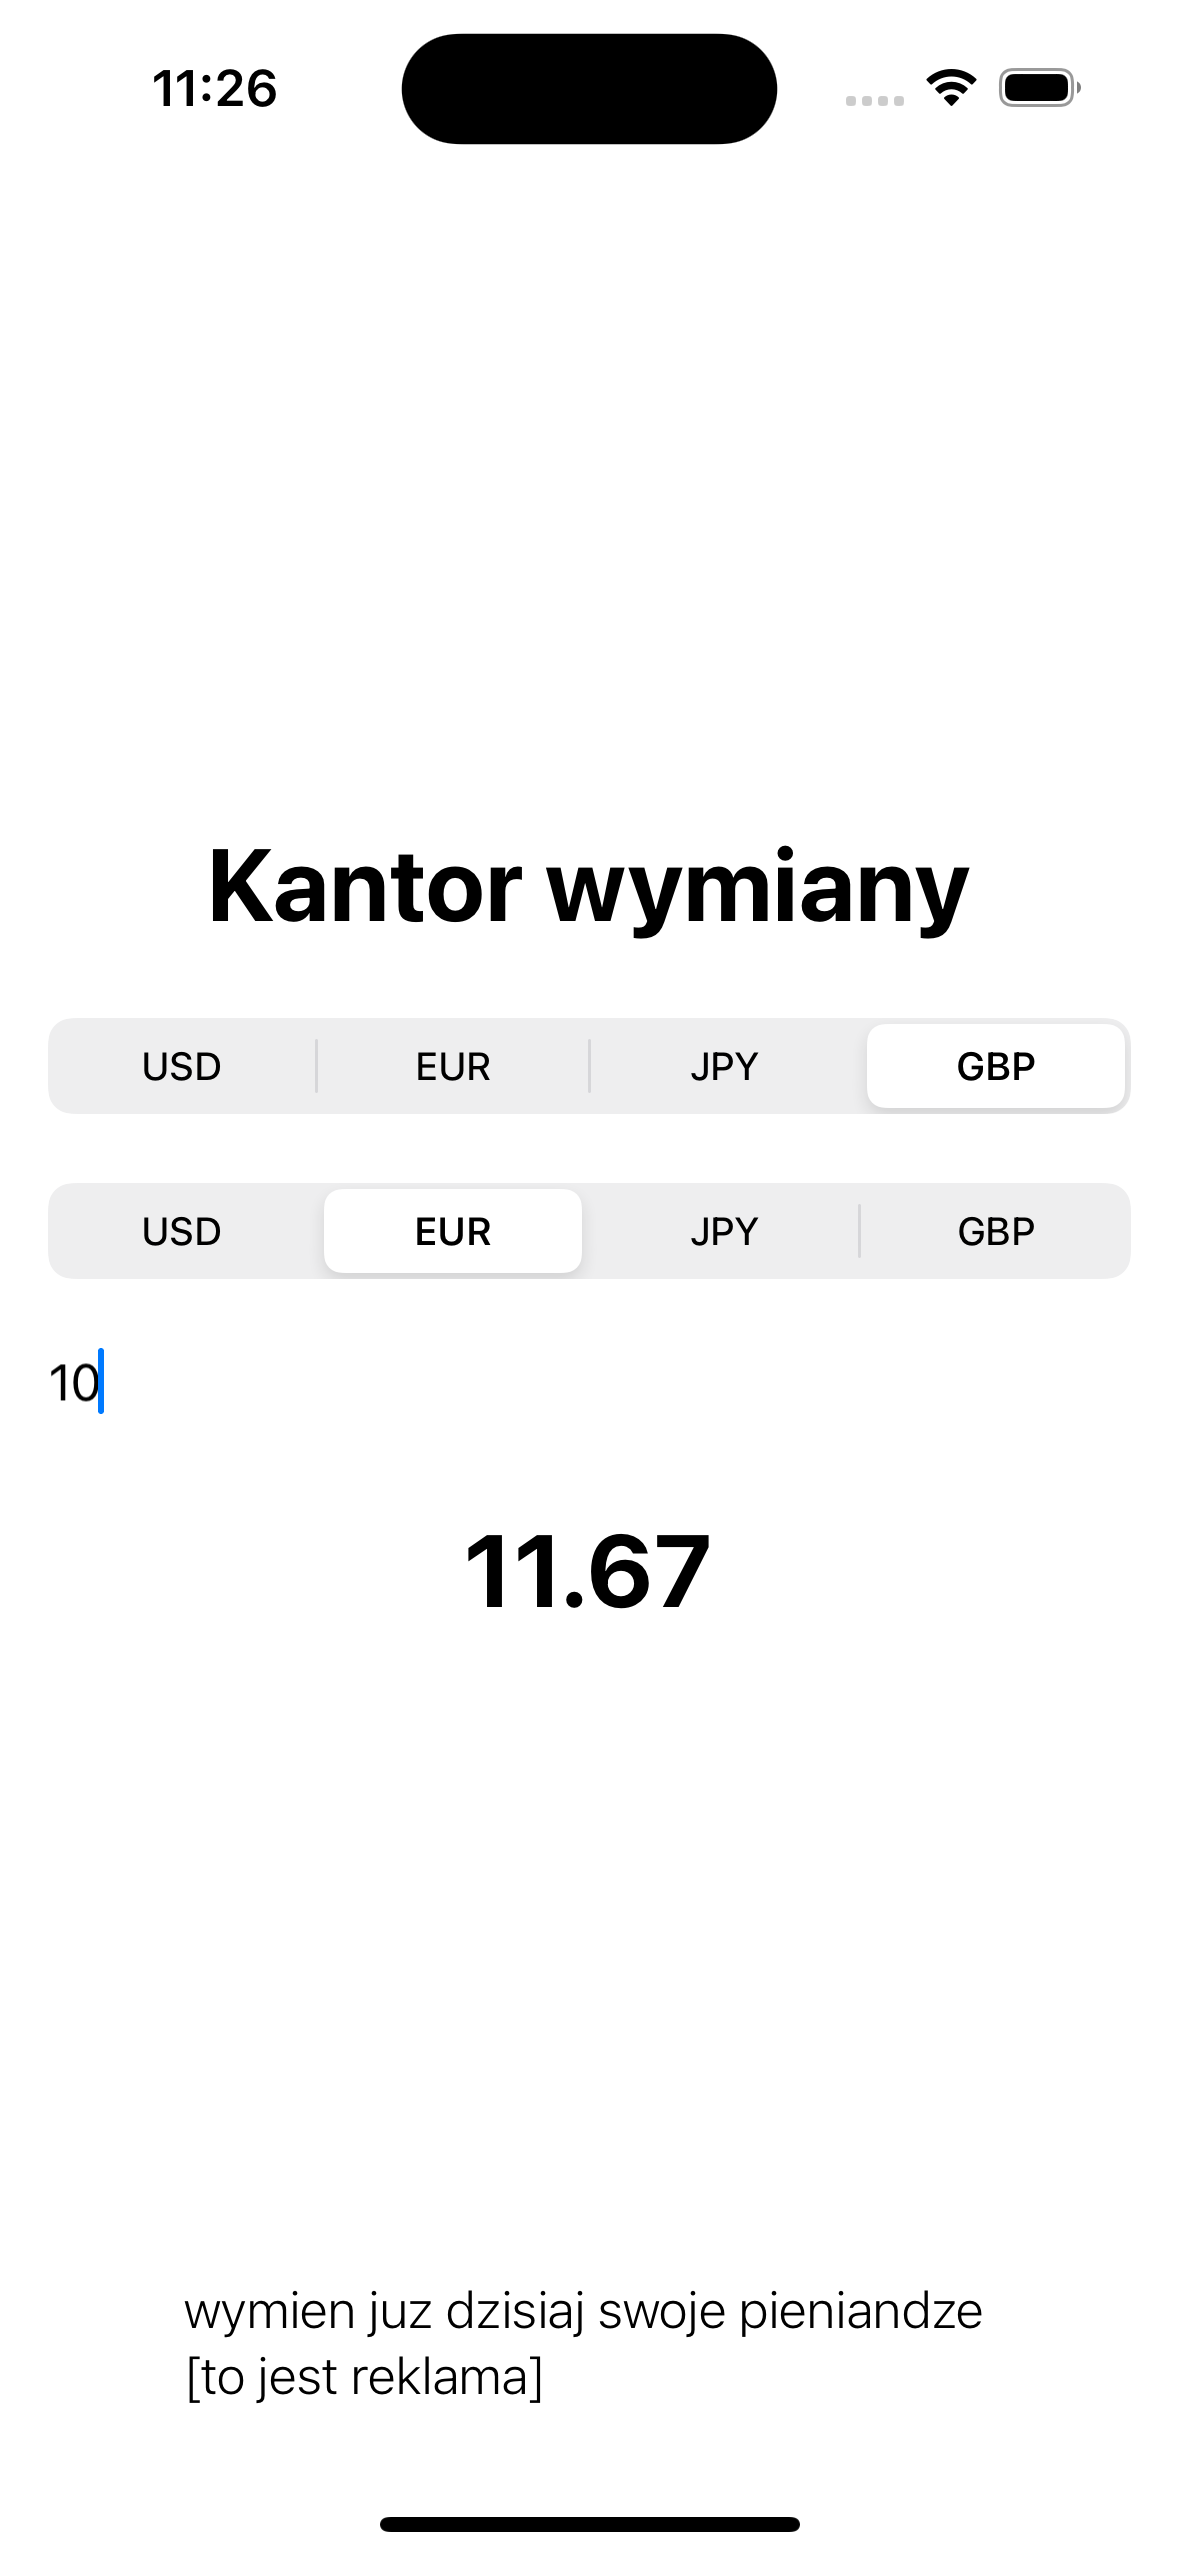 11:26
Kantor wymiany
USD EUR JPY GBP
USD EUR JPY GBP
10
11.67
wymien juz dzisiaj swoje pieniandze
[to jest reklama]